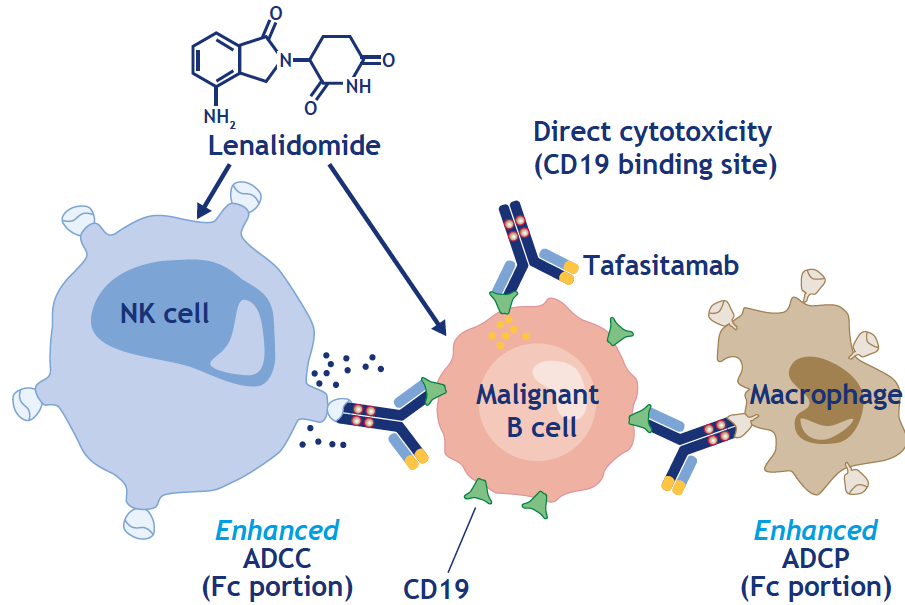 O
N
O
NH
O
NH2
Lenalidomide
Direct cytotoxicity
(CD19 binding site)
Tafasitamab
NK cell
Malignant
B cell
Macrophage
Enhanced
ADCC
(Fc portion)
CD19
Enhanced
ADCP
(Fc portion)